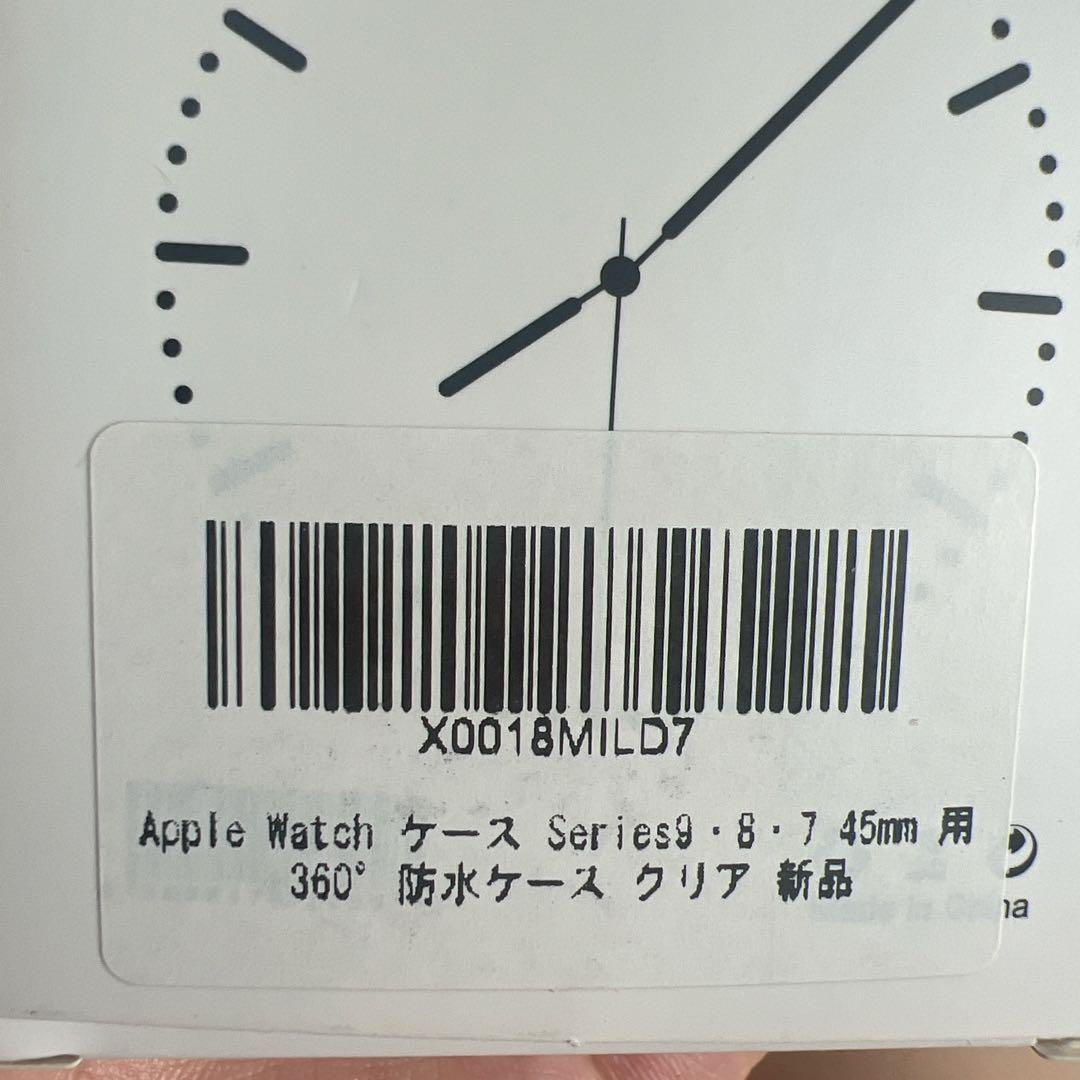 X0018MILD7
Apple Watch ケース Series9・8・7 45mm 用
360° 防水ケース クリア 新品